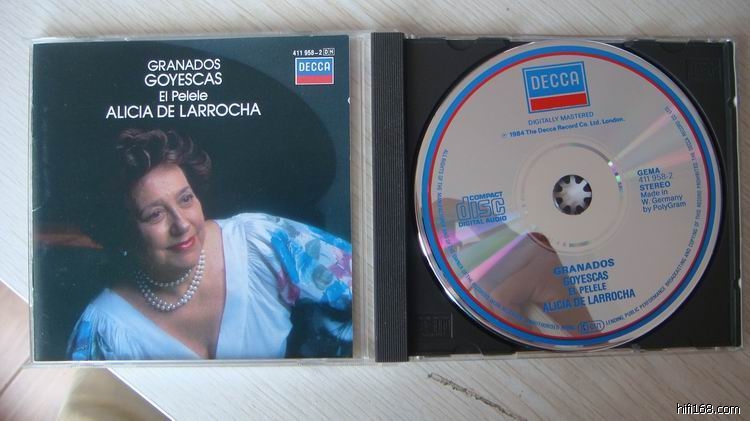 411 958-2 DH
GRANADOS
GOYESCAS
El Pelele
ALICIA DE LARROCHA
DECCA
DECCA
DIGITALLY MASTERED
℗ 1984 The Decca Record Co. Ltd. London.
GEMA
411 958-2
STEREO
Made in
W. Germany
by PolyGram
COMPACT
disc
DIGITAL AUDIO
GRANADOS
GOYESCAS
EL PELELE
ALICIA DE LARROCHA
hifi168.com